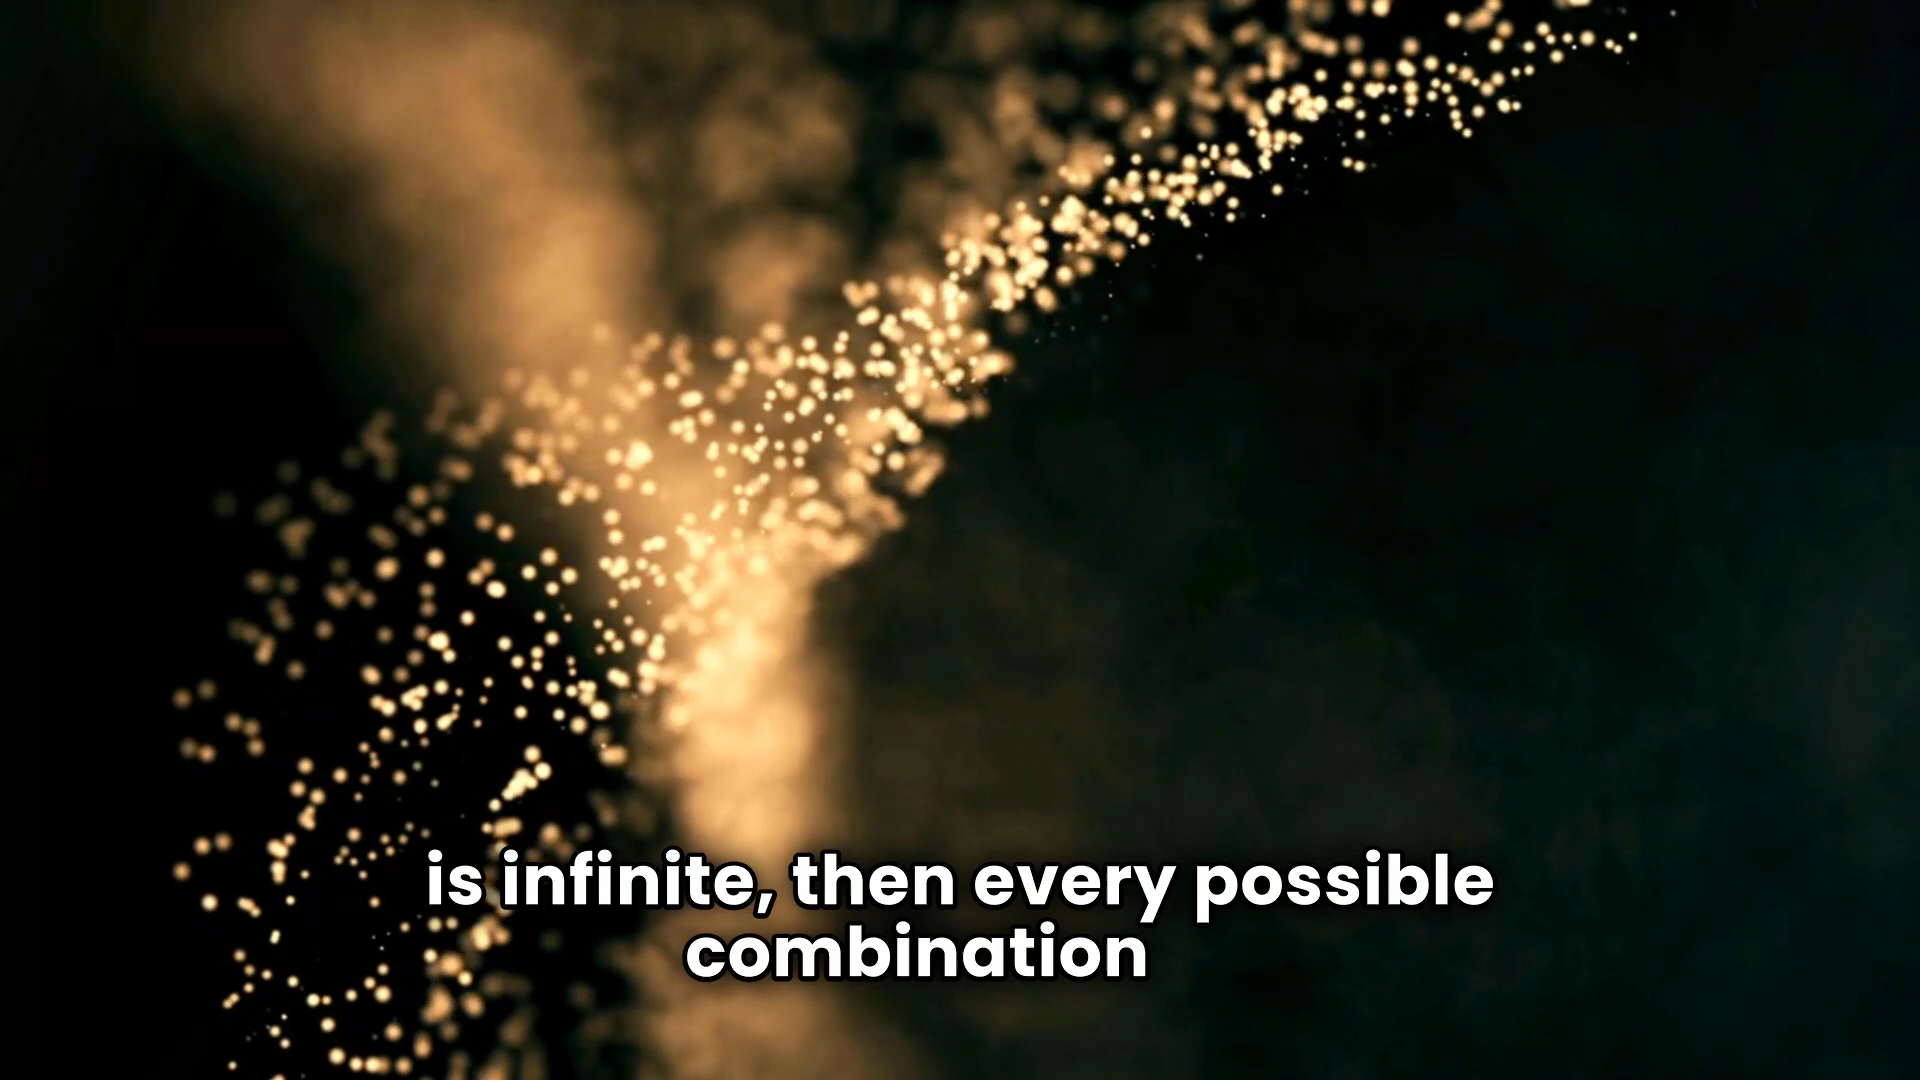 is infinite, then every possible
combination